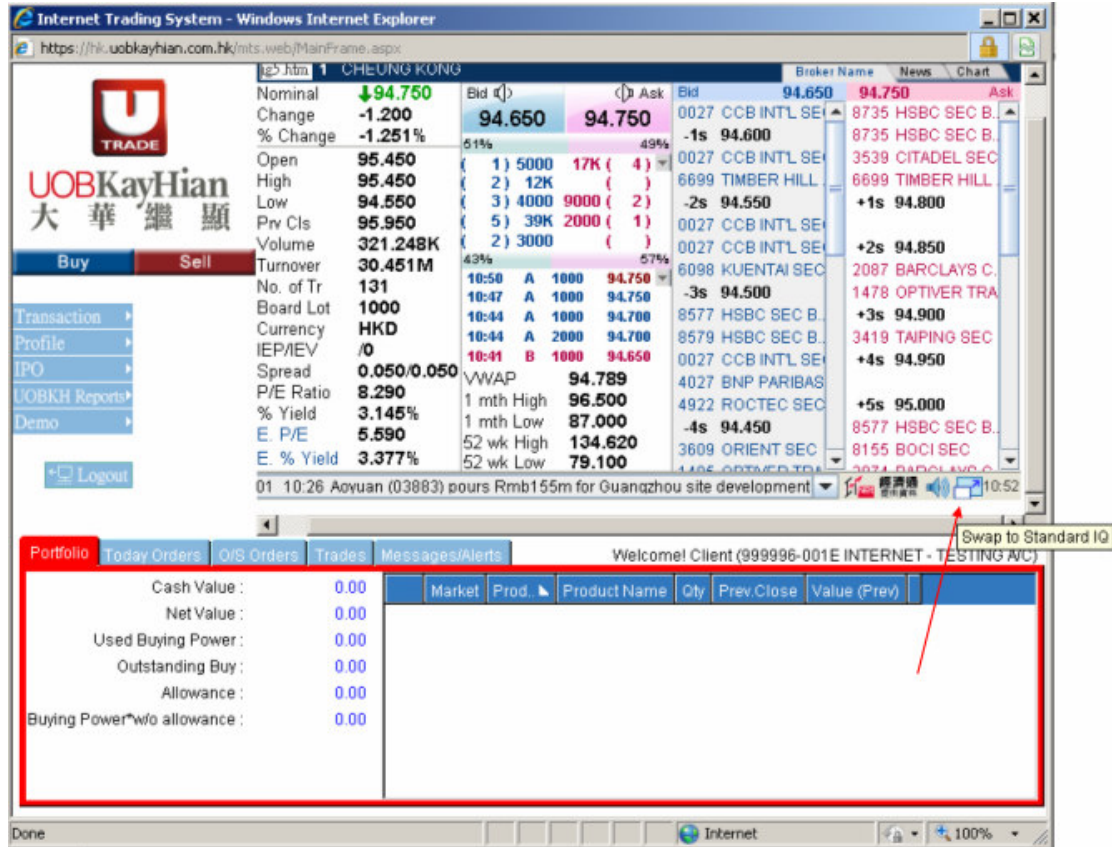 Internet Trading System - Windows Internet Explorer
https://hk.uobkayhian.com.hk/mts.web/MainFrame.aspx
U
TRADE
UOBKayHian
大 華 繼 顯
Buy Sell
Transaction
Profile
IPO
UOBKH Reports
Demo
Logout
1 CHEUNG KONG
Nominal 94.750
Change -1.200
% Change -1.251%
Open 95.450
High 95.450
Low 94.550
Prv Cls 95.950
Volume 321.248K
Turnover 30.451M
No. of Tr 131
Board Lot 1000
Currency HKD
IEP/IEV /0
Spread 0.050/0.050
P/E Ratio 8.290
% Yield 3.145%
E. P/E 5.590
E. % Yield 3.377%
Bid Ask
94.650 94.750
51% 49%
( 1) 5000 17K ( 4)
( 2) 12K ( )
( 3) 4000 9000 ( 2)
( 5) 39K 2000 ( 1)
( 2) 3000 ( )
43% 57%
10:50 A 1000 94.750
10:47 A 1000 94.750
10:44 A 1000 94.700
10:44 A 2000 94.700
10:41 B 1000 94.650
VWAP 94.789
1 mth High 96.500
1 mth Low 87.000
52 wk High 134.620
52 wk Low 79.100
Broker Name News Chart
Bid 94.650 94.750 Ask
0027 CCB INT'L SE 8735 HSBC SEC B..
-1s 94.600 8735 HSBC SEC B..
0027 CCB INT'L SE 3539 CITADEL SEC
6699 TIMBER HILL .. 6699 TIMBER HILL ..
-2s 94.550 +1s 94.800
0027 CCB INT'L SE
0027 CCB INT'L SE +2s 94.850
6098 KUENTAI SEC 2087 BARCLAYS C.
-3s 94.500 1478 OPTIVER TRA
8577 HSBC SEC B.. +3s 94.900
8579 HSBC SEC B.. 3419 TAIPING SEC
0027 CCB INT'L SE +4s 94.950
4027 BNP PARIBAS
4922 ROCTEC SEC +5s 95.000
-4s 94.450 8577 HSBC SEC B..
3609 ORIENT SEC 8155 BOCI SEC
01 10:26 Aoyuan (03883) pours Rmb155m for Guangzhou site development 經濟通 10:52
Swap to Standard IQ
Portfolio Today Orders O/S Orders Trades Messages/Alerts Welcome! Client (999996-001E INTERNET - TESTING A/C)
Cash Value : 0.00
Net Value : 0.00
Used Buying Power : 0.00
Outstanding Buy : 0.00
Allowance : 0.00
Buying Power*w/o allowance : 0.00
Market Prod.. Product Name Qty Prev.Close Value (Prev)
Done Internet 100%